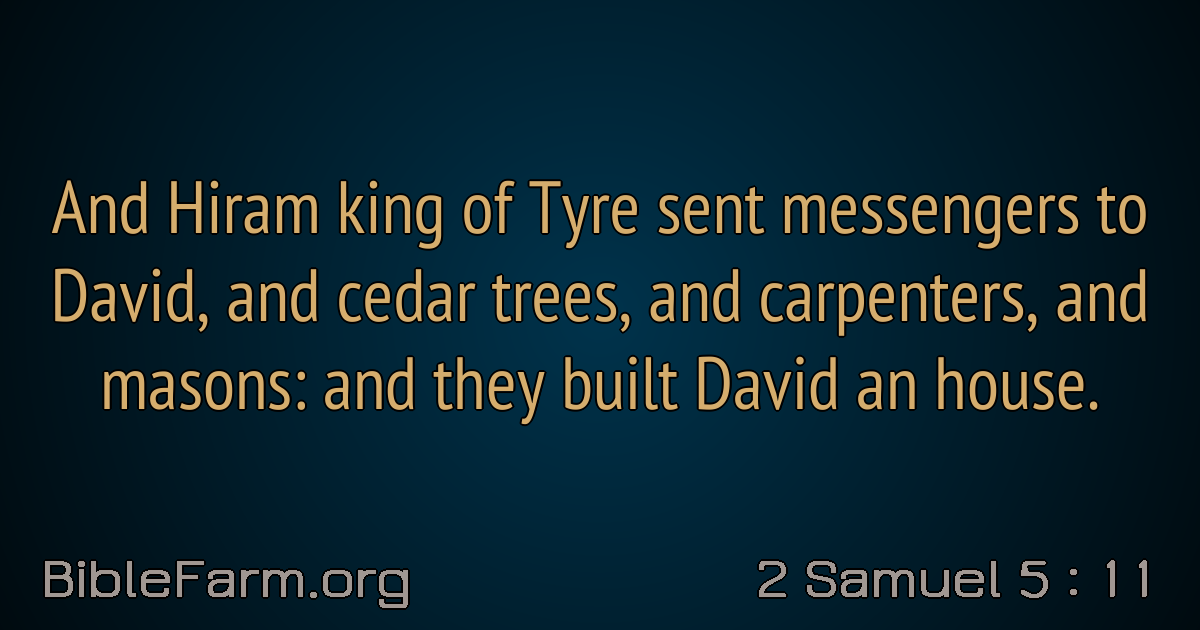 And Hiram king of Tyre sent messengers to
David, and cedar trees, and carpenters, and
masons: and they built David an house.
BibleFarm.org
2 Samuel 5 : 11